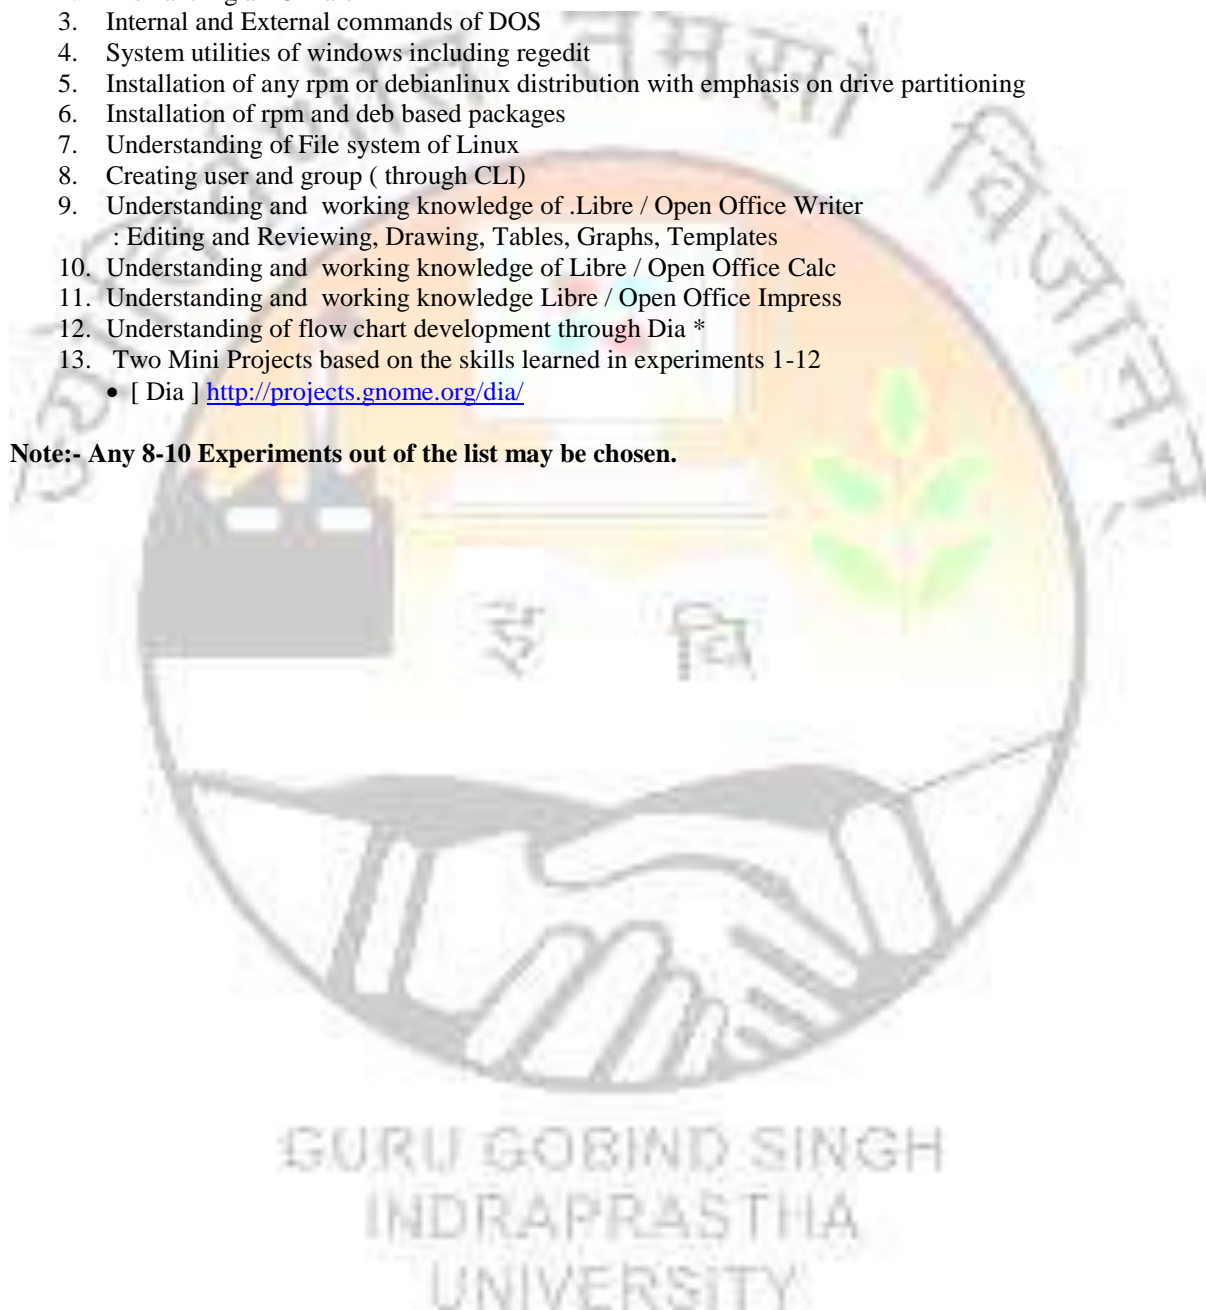 3. Internal and External commands of DOS
4. System utilities of windows including regedit
5. Installation of any rpm or debianlinux distribution with emphasis on drive partitioning
6. Installation of rpm and deb based packages
7. Understanding of File system of Linux
8. Creating user and group ( through CLI)
9. Understanding and working knowledge of .Libre / Open Office Writer
: Editing and Reviewing, Drawing, Tables, Graphs, Templates
10. Understanding and working knowledge of Libre / Open Office Calc
11. Understanding and working knowledge Libre / Open Office Impress
12. Understanding of flow chart development through Dia *
13. Two Mini Projects based on the skills learned in experiments 1-12
• [ Dia ] http://projects.gnome.org/dia/
Note:- Any 8-10 Experiments out of the list may be chosen.
GURU GOBIND SINGH
INDRAPRASTHA
UNIVERSITY